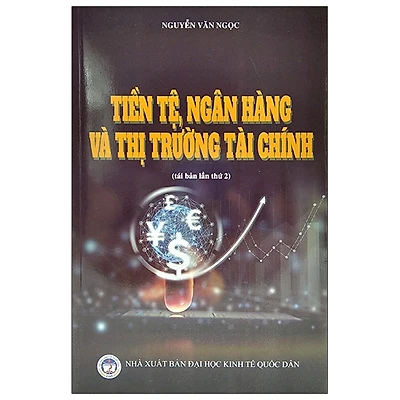 NGUYỄN VĂN NGỌC
TIỀN TỆ, NGÂN HÀNG
VÀ THỊ TRƯỜNG TÀI CHÍNH
(tái bản lần thứ 2)
£
¥ €
$
NHÀ XUẤT BẢN ĐẠI HỌC KINH TẾ QUỐC DÂN